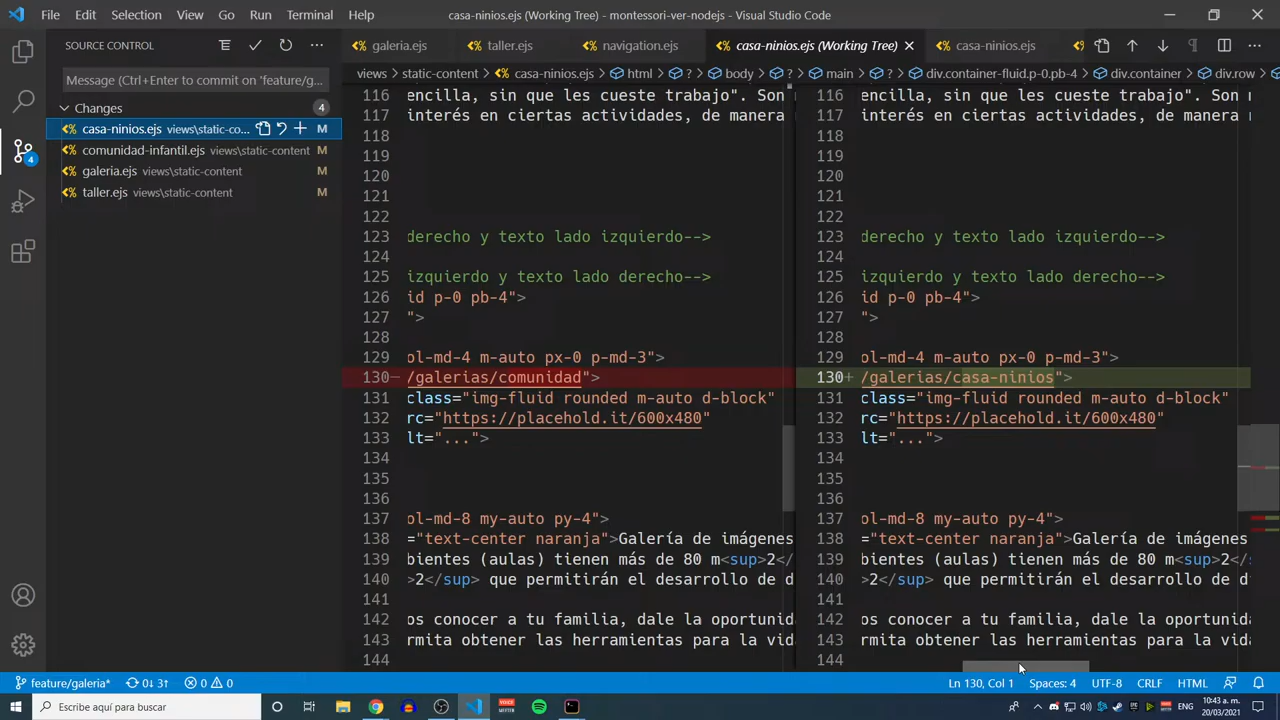 File Edit Selection View Go Run Terminal Help
casa-ninios.ejs (Working Tree) - montessori-ver-nodejs - Visual Studio Code
SOURCE CONTROL
galeria.ejs
taller.ejs
navigation.ejs
casa-ninios.ejs (Working Tree)
casa-ninios.ejs
Message (Ctrl+Enter to commit on 'feature/g...
views > static-content > casa-ninios.ejs > html > ? > body > ? > main > ? > div.container-fluid.p-0.pb-4 > div.container > div.row
Changes 4
casa-ninios.ejs views\static-co... M
comunidad-infantil.ejs views\static-content M
galeria.ejs views\static-content M
taller.ejs views\static-content M
4
116 encilla, sin que les cueste trabajo". Son
117 interés en ciertas actividades, de manera
118
119
120
121
122
123 derecho y texto lado izquierdo-->
124
125 izquierdo y texto lado derecho-->
126 id p-0 pb-4">
127 ">
128
129 ol-md-4 m-auto px-0 p-md-3">
130− /galerias/comunidad">
131 class="img-fluid rounded m-auto d-block"
132 rc="https://placehold.it/600x480"
133 lt="...">
134
135
136
137 ol-md-8 my-auto py-4">
138 ="text-center naranja">Galería de imágenes
139 bientes (aulas) tienen más de 80 m<sup>2</
140 >2</sup> que permitirán el desarrollo de d
141
142 os conocer a tu familia, dale la oportunid
143 rmita obtener las herramientas para la vid
144
116 encilla, sin que les cueste trabajo". Son
117 interés en ciertas actividades, de manera
118
119
120
121
122
123 derecho y texto lado izquierdo-->
124
125 izquierdo y texto lado derecho-->
126 id p-0 pb-4">
127 ">
128
129 ol-md-4 m-auto px-0 p-md-3">
130+ /galerias/casa-ninios">
131 class="img-fluid rounded m-auto d-block"
132 rc="https://placehold.it/600x480"
133 lt="...">
134
135
136
137 ol-md-8 my-auto py-4">
138 ="text-center naranja">Galería de imágenes
139 bientes (aulas) tienen más de 80 m<sup>2</
140 >2</sup> que permitirán el desarrollo de d
141
142 os conocer a tu familia, dale la oportunid
143 rmita obtener las herramientas para la vida
144
feature/galeria* 0↓ 3↑ 0 0 Ln 130, Col 1 Spaces: 4 UTF-8 CRLF HTML
Escribe aquí para buscar
ENG
10:43 a. m.
20/03/2021